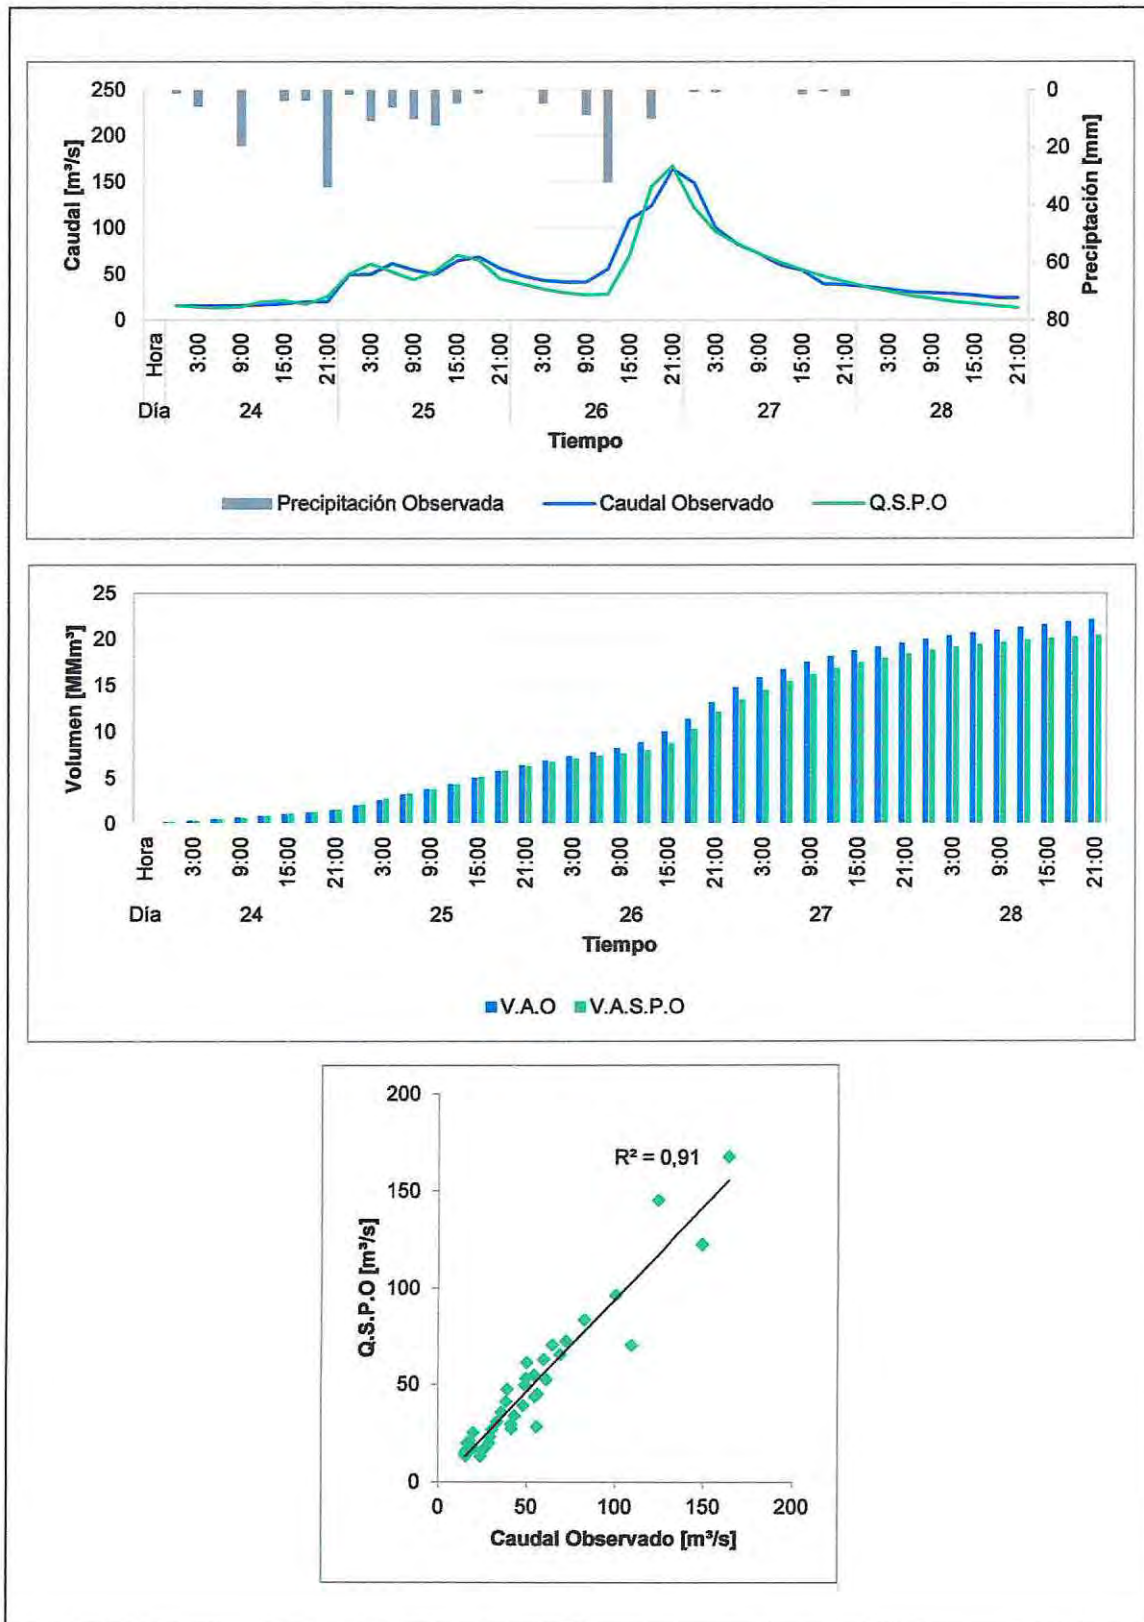 250
200
150
100
50
0
Caudal [m³/s]
0
20
40
60
80
Preciptación [mm]
Hora 3:00 9:00 15:00 21:00 3:00 9:00 15:00 21:00 3:00 9:00 15:00 21:00 3:00 9:00 15:00 21:00 3:00 9:00 15:00 21:00
Día 24 25 26 27 28
Tiempo
Precipitación Observada Caudal Observado Q.S.P.O
25
20
15
10
5
0
Volumen [MMm³]
Hora 3:00 9:00 15:00 21:00 3:00 9:00 15:00 21:00 3:00 9:00 15:00 21:00 3:00 9:00 15:00 21:00 3:00 9:00 15:00 21:00
Día 24 25 26 27 28
Tiempo
V.A.O V.A.S.P.O
200
150
100
50
0
Q.S.P.O [m³/s]
R² = 0,91
0 50 100 150 200
Caudal Observado [m³/s]